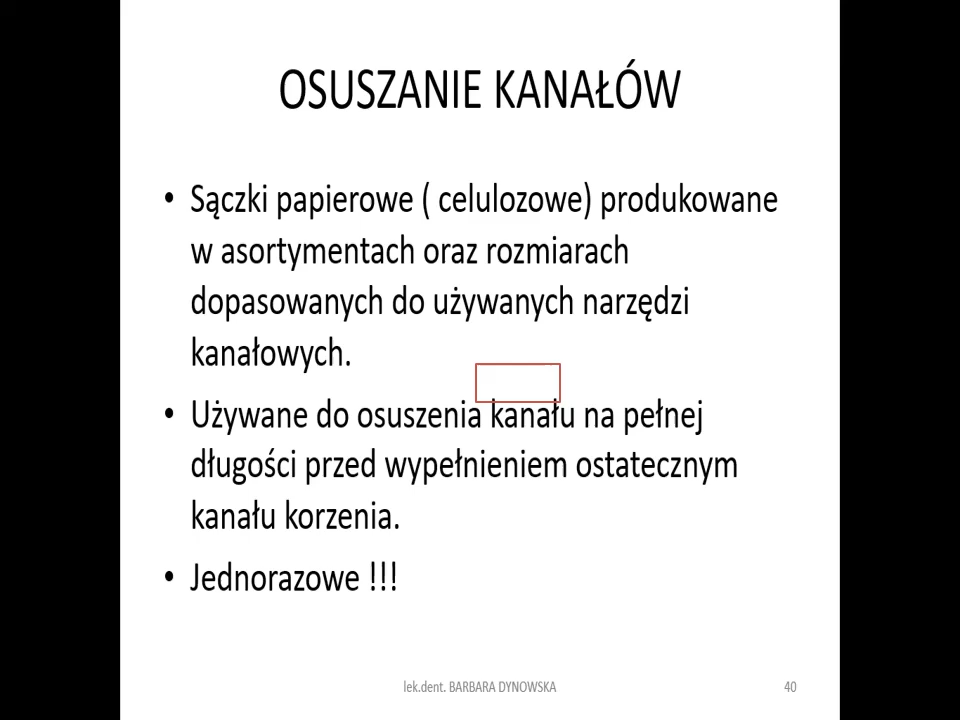 OSUSZANIE KANAŁÓW
• Sączki papierowe ( celulozowe) produkowane
w asortymentach oraz rozmiarach
dopasowanych do używanych narzędzi
kanałowych.
• Używane do osuszenia kanału na pełnej
długości przed wypełnieniem ostatecznym
kanału korzenia.
• Jednorazowe !!!
lek.dent. BARBARA DYNOWSKA
40